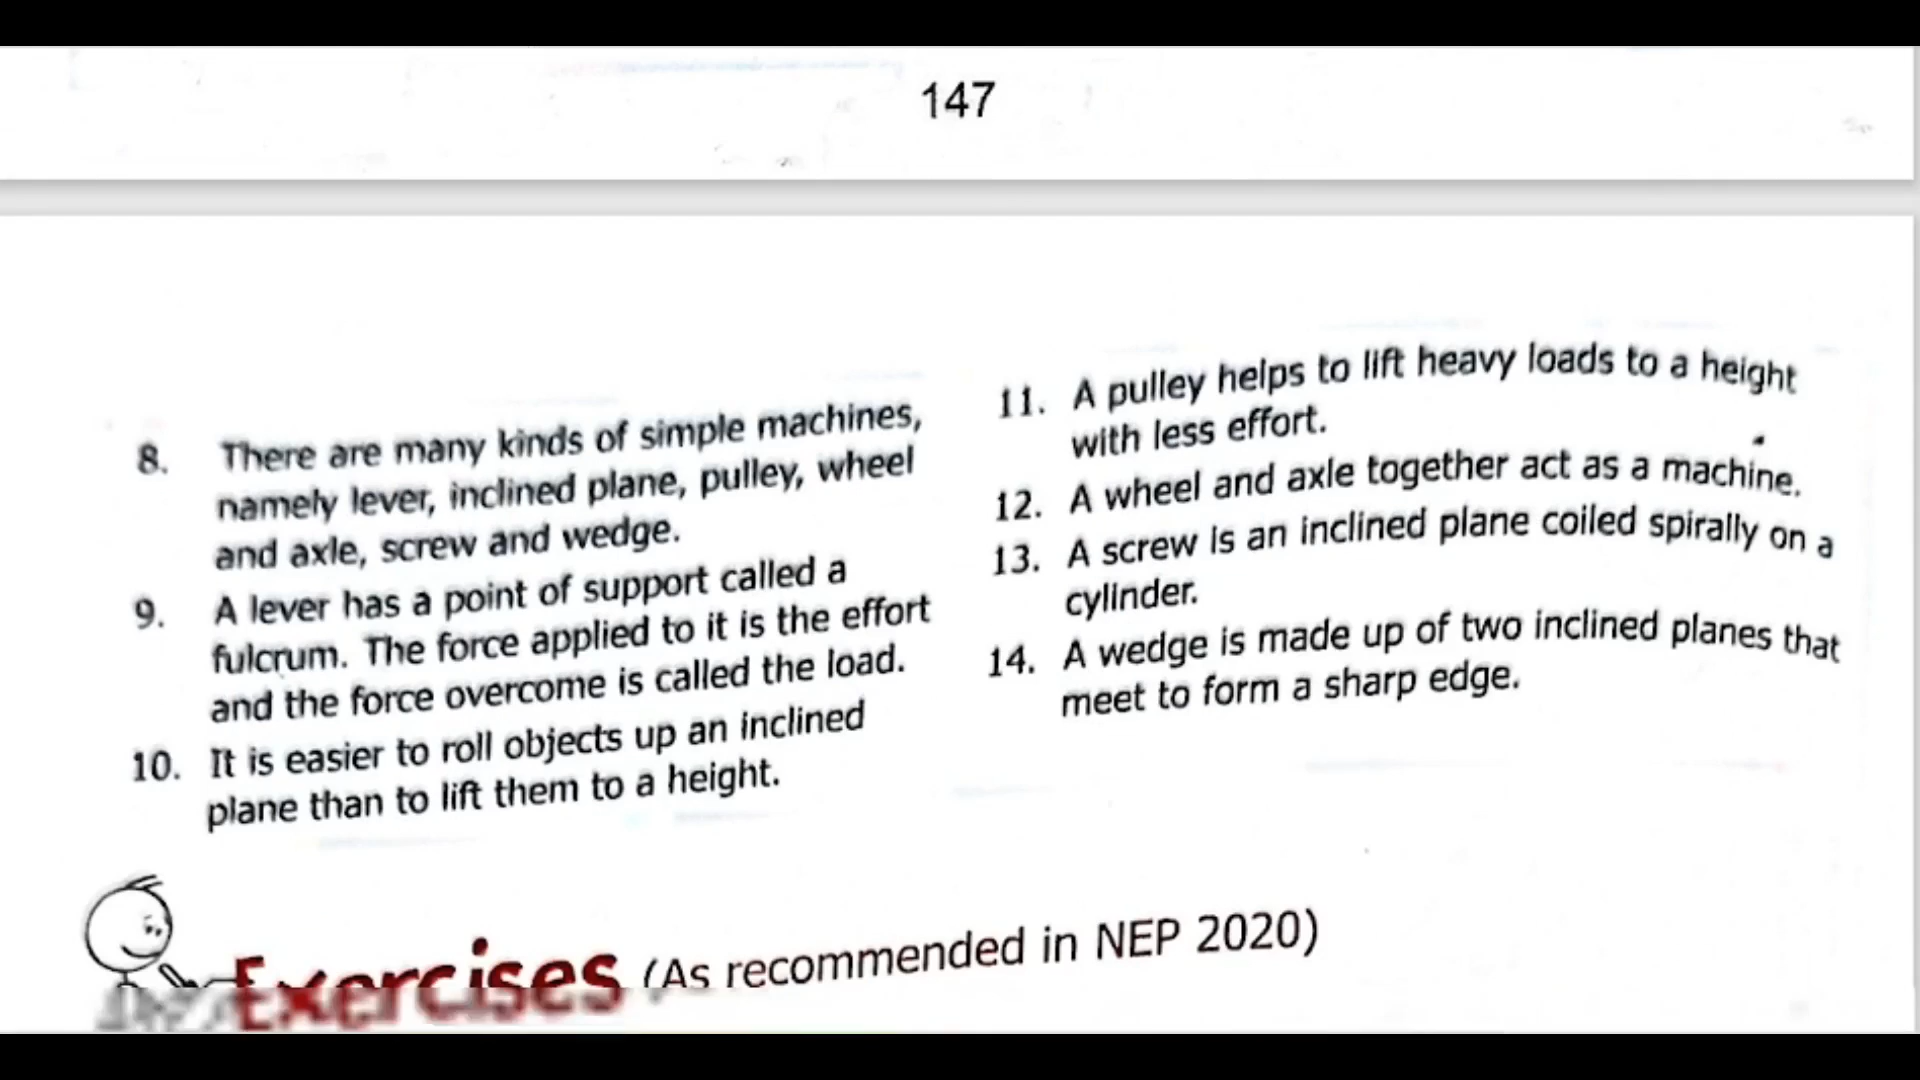 147
8. There are many kinds of simple machines,
namely lever, inclined plane, pulley, wheel
and axle, screw and wedge.
9. A lever has a point of support called a
fulcrum. The force applied to it is the effort
and the force overcome is called the load.
10. It is easier to roll objects up an inclined
plane than to lift them to a height.
11. A pulley helps to lift heavy loads to a height
with less effort.
12. A wheel and axle together act as a machine.
13. A screw is an inclined plane coiled spirally on a
cylinder.
14. A wedge is made up of two inclined planes that
meet to form a sharp edge.
Exercises (As recommended in NEP 2020)